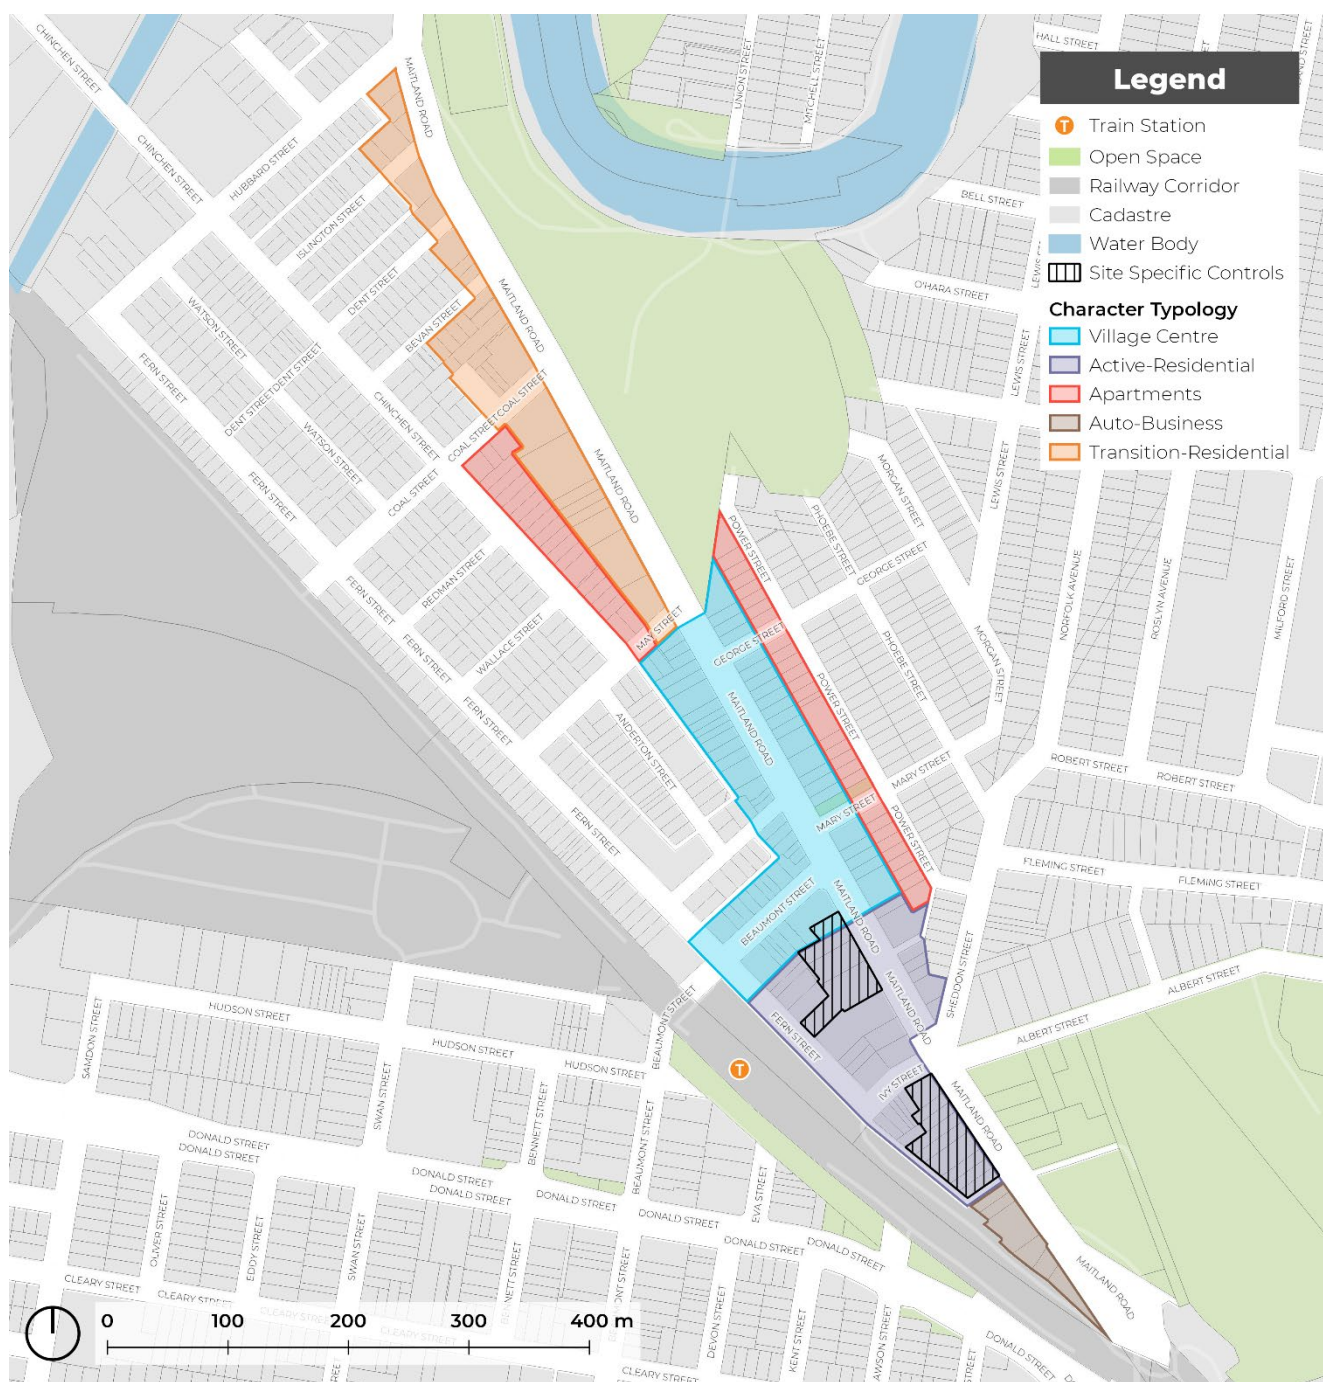 CHINCHEN STREET
MAITLAND ROAD
UNION STREET
MITCHELL STREET
HALL STREET
Legend
Train Station
Open Space
Railway Corridor
Cadastre
Water Body
Site Specific Controls
Character Typology
Village Centre
Active-Residential
Apartments
Auto-Business
Transition-Residential
T
CHINCHEN STREET
HUBBARD STREET
ISLINGTON STREET
DENT STREET
BEVAN STREET
MAITLAND ROAD
BELL STREET
O'HARA STREET
LEWIS STREET
LEWIS STREET
WATSON STREET
FERN STREET
DENT STREET
DENT STREET
CHINCHEN STREET
COAL STREET
COAL STREET
WATSON STREET
FERN STREET
COAL STREET
MAITLAND ROAD
MORGAN STREET
LEWIS STREET
MILFORD STREET
POWER STREET
PHOEBE STREET
GEORGE STREET
REDMAN STREET
FERN STREET
WALLACE STREET
FERN STREET
MAY STREET
GEORGE STREET
PHOEBE STREET
MORGAN STREET
NORFOLK AVENUE
ROSLYN AVENUE
FERN STREET
ANDERTON STREET
MAITLAND ROAD
POWER STREET
MARY STREET
ROBERT STREET
ROBERT STREET
FERN STREET
MARY STREET
POWER STREET
FLEMING STREET
FLEMING STREET
BEAUMONT STREET
MAITLAND ROAD
SHEDDON STREET
ALBERT STREET
ALBERT STREET
HUDSON STREET
HUDSON STREET
HUDSON STREET
SAMDON STREET
SWAN STREET
BENNETT STREET
BEAUMONT STREET
BEAUMONT STREET
FERN STREET
MAITLAND ROAD
IVY STREET
MAITLAND ROAD
T
DONALD STREET
DONALD STREET
DONALD STREET
DONALD STREET
DONALD STREET
DONALD STREET
DONALD STREET
DONALD STREET
EVA STREET
OLIVER STREET
EDDY STREET
SWAN STREET
CLEARY STREET
CLEARY STREET
CLEARY STREET
CLEARY STREET
DEVON STREET
KENT STREET
MAITLAND ROAD
DONALD STREET
CLEARY STREET
0 100 200 300 400 m